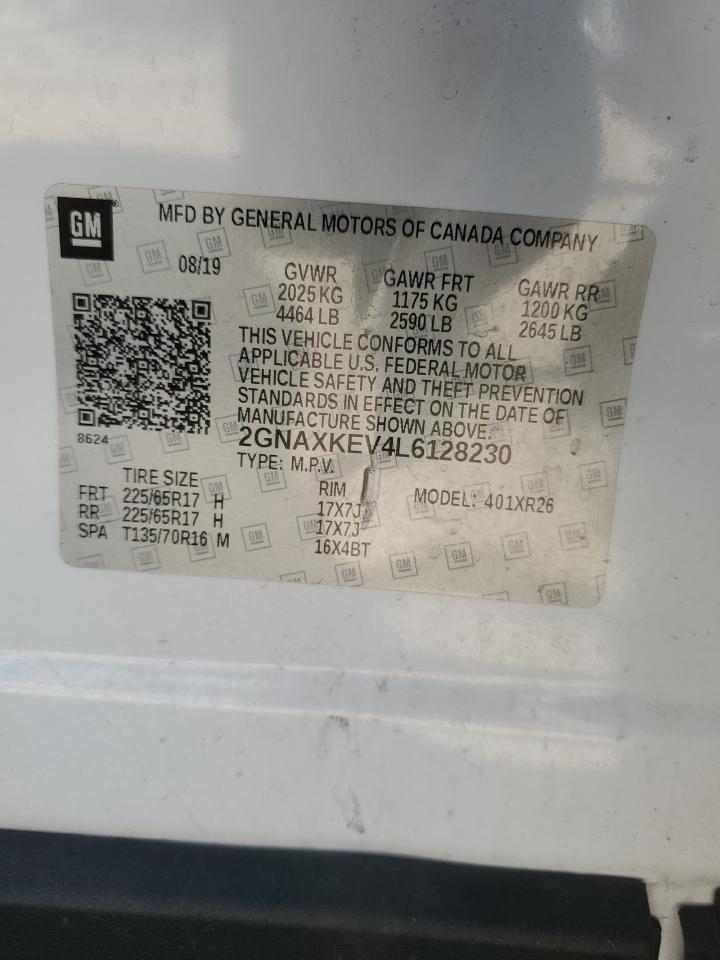 GM
MFD BY GENERAL MOTORS OF CANADA COMPANY
08/19
GVWR
2025 KG
4464 LB
GAWR FRT
1175 KG
2590 LB
GAWR RR
1200 KG
2645 LB
THIS VEHICLE CONFORMS TO ALL
APPLICABLE U.S. FEDERAL MOTOR
VEHICLE SAFETY AND THEFT PREVENTION
STANDARDS IN EFFECT ON THE DATE OF
MANUFACTURE SHOWN ABOVE.
8624
2GNAXKEV4L6128230
TYPE: M.P.V.
MODEL: 401XR26
TIRE SIZE
RIM
FRT 225/65R17 H 17X7J
RR 225/65R17 H 17X7J
SPA T135/70R16 M 16X4BT